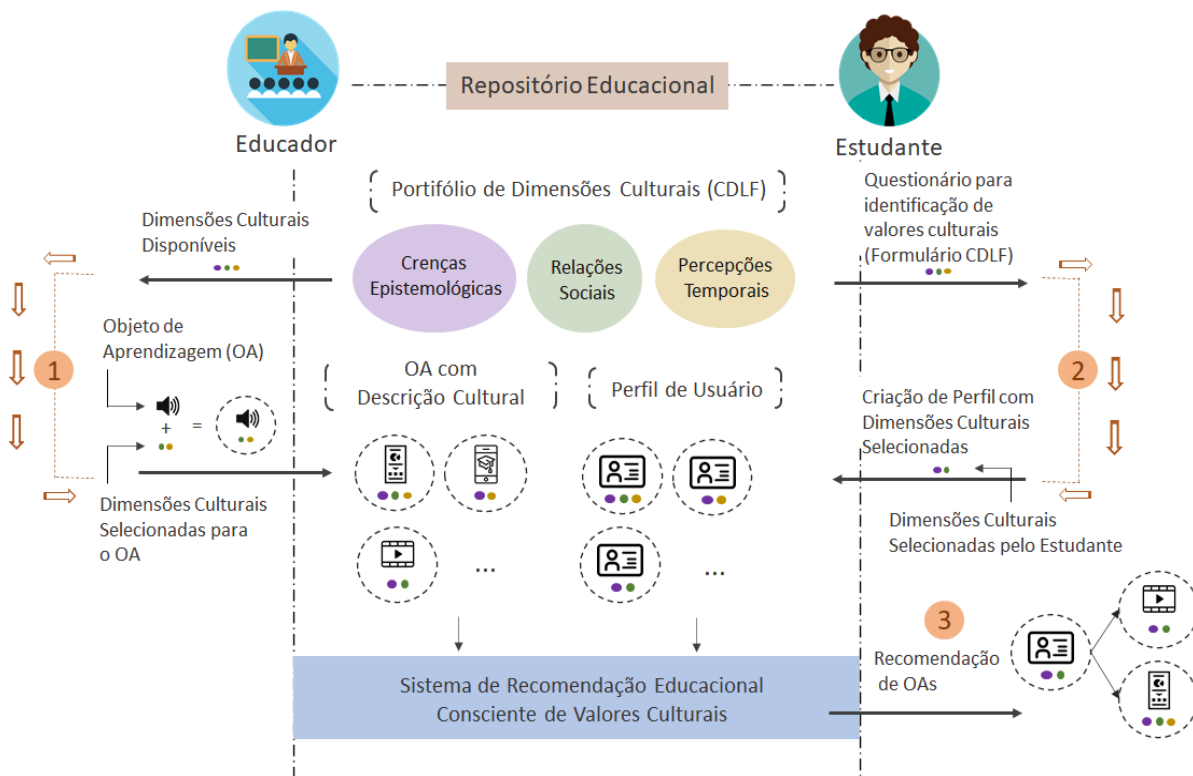 Repositório Educacional
Educador
Estudante
Portifólio de Dimensões Culturais (CDLF)
Crenças
Epistemológicas
Relações
Sociais
Percepções
Temporais
Dimensões Culturais
Disponíveis
1
Objeto de
Aprendizagem (OA)
+
=
Dimensões Culturais
Selecionadas para
o OA
Questionário para
identificação de
valores culturais
(Formulário CDLF)
2
Criação de Perfil com
Dimensões Culturais
Selecionadas
Dimensões Culturais
Selecionadas pelo Estudante
OA com
Descrição Cultural
...
Perfil de Usuário
...
Sistema de Recomendação Educacional
Consciente de Valores Culturais
3
Recomendação
de OAs